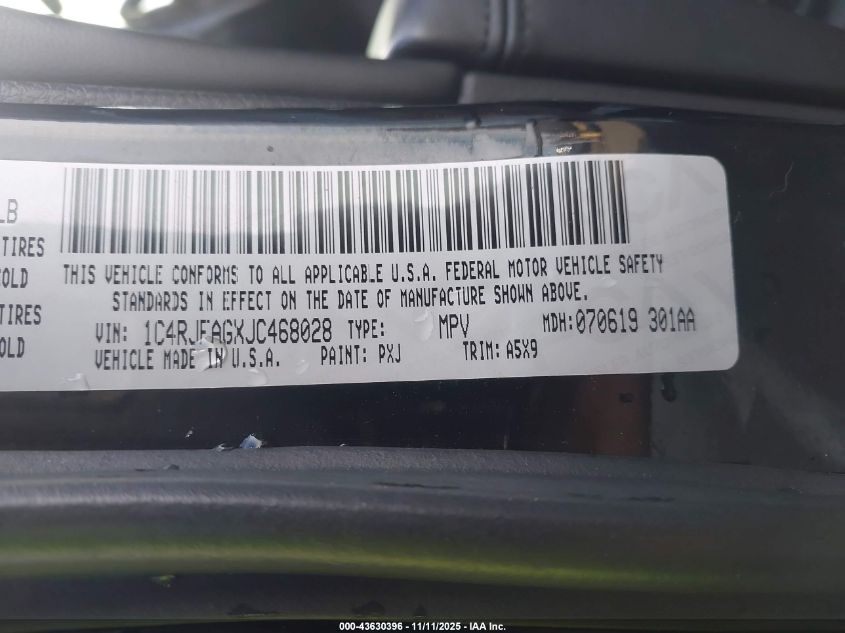 LB
TIRES
COLD
TIRES
COLD
THIS VEHICLE CONFORMS TO ALL APPLICABLE U.S.A. FEDERAL MOTOR VEHICLE SAFETY
STANDARDS IN EFFECT ON THE DATE OF MANUFACTURE SHOWN ABOVE.
VIN: 1C4RJFAGXJC468028 TYPE: MPV MDH:070619 301AA
VEHICLE MADE IN U.S.A. PAINT: PXJ TRIM: A5X9
000-43630396 - 11/11/2025 - IAA Inc.